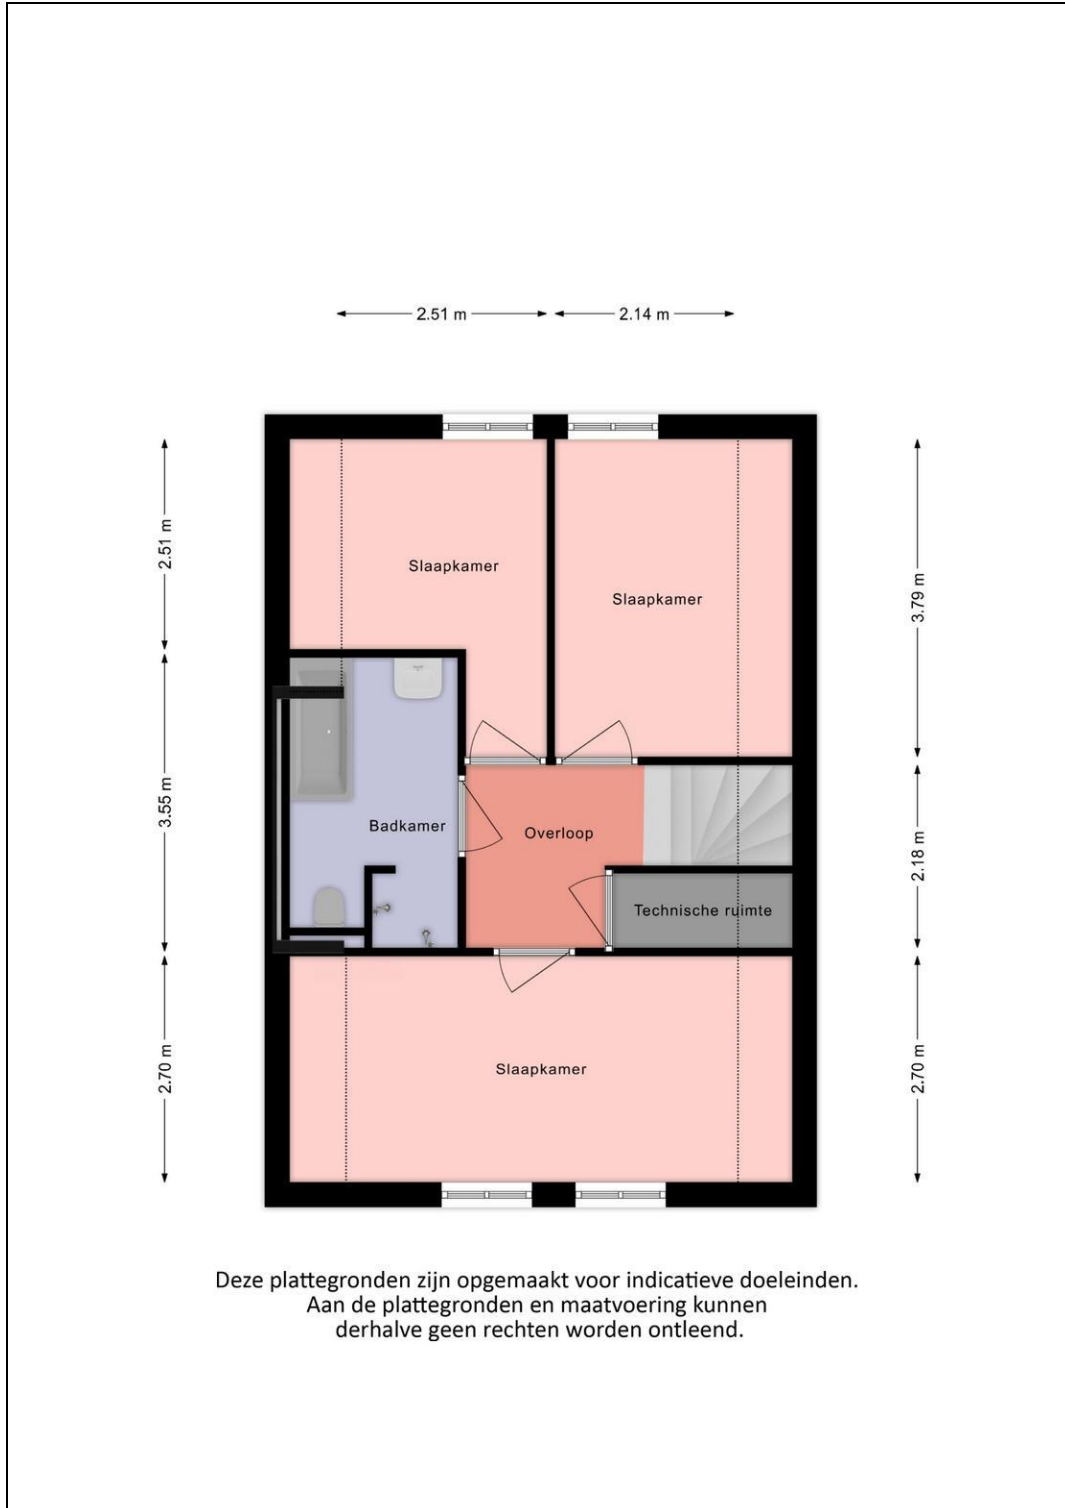 2.51 m
2.14 m
2.51 m
3.79 m
Slaapkamer
Slaapkamer
3.55 m
2.18 m
Badkamer
Overloop
Technische ruimte
2.70 m
2.70 m
Slaapkamer
Deze plattegronden zijn opgemaakt voor indicatieve doeleinden.
Aan de plattegronden en maatvoering kunnen
derhalve geen rechten worden ontleend.